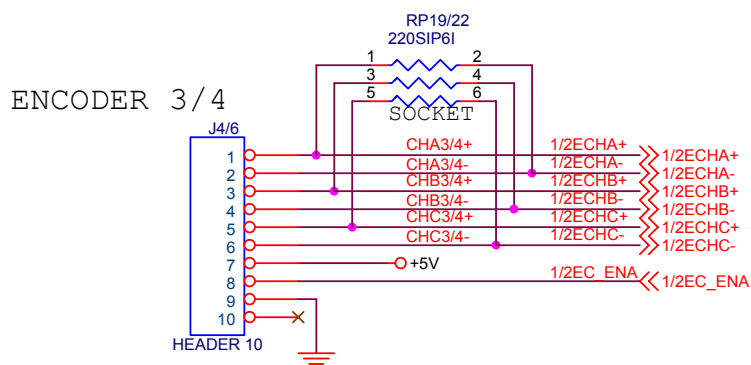 RP19/22
220SIP6I
1 2
3 4
5 6
SOCKET
ENCODER 3/4
J4/6
1 CHA3/4+ 1/2ECHA+ 1/2ECHA+
2 CHA3/4- 1/2ECHA- 1/2ECHA-
3 CHB3/4+ 1/2ECHB+ 1/2ECHB+
4 CHB3/4- 1/2ECHB- 1/2ECHB-
5 CHC3/4+ 1/2ECHC+ 1/2ECHC+
6 CHC3/4- 1/2ECHC- 1/2ECHC-
7 +5V
8 1/2EC_ENA 1/2EC_ENA
9
10
HEADER 10